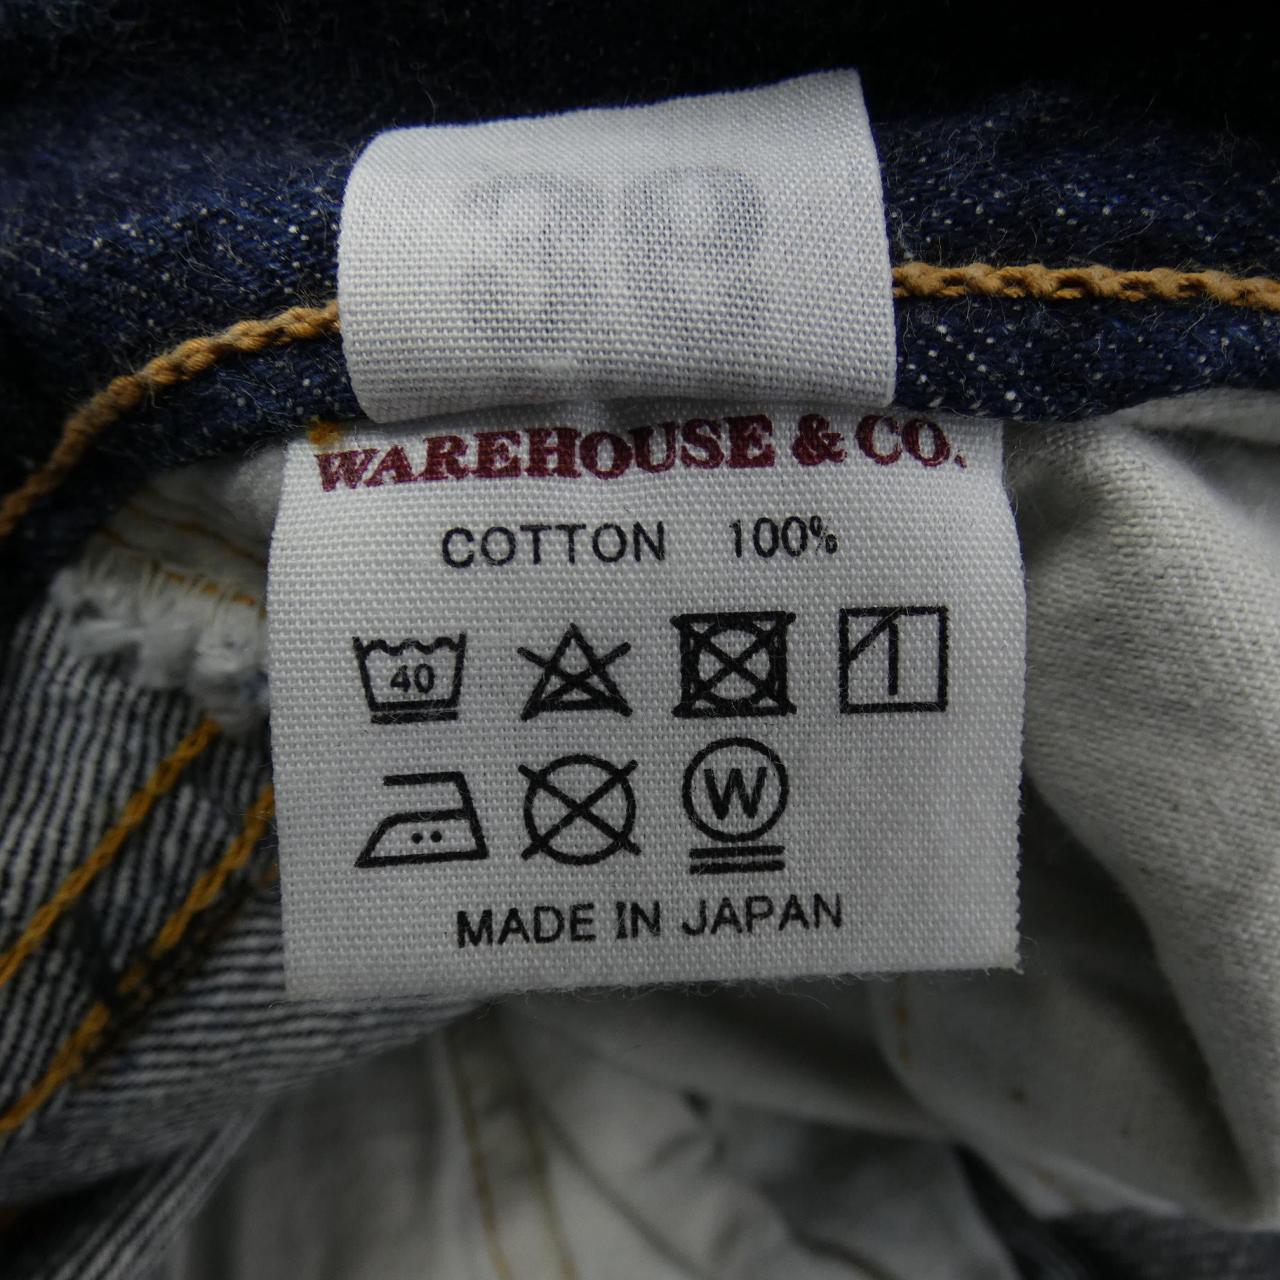 WAREHOUSE & CO.
COTTON 100%
40
W
MADE IN JAPAN